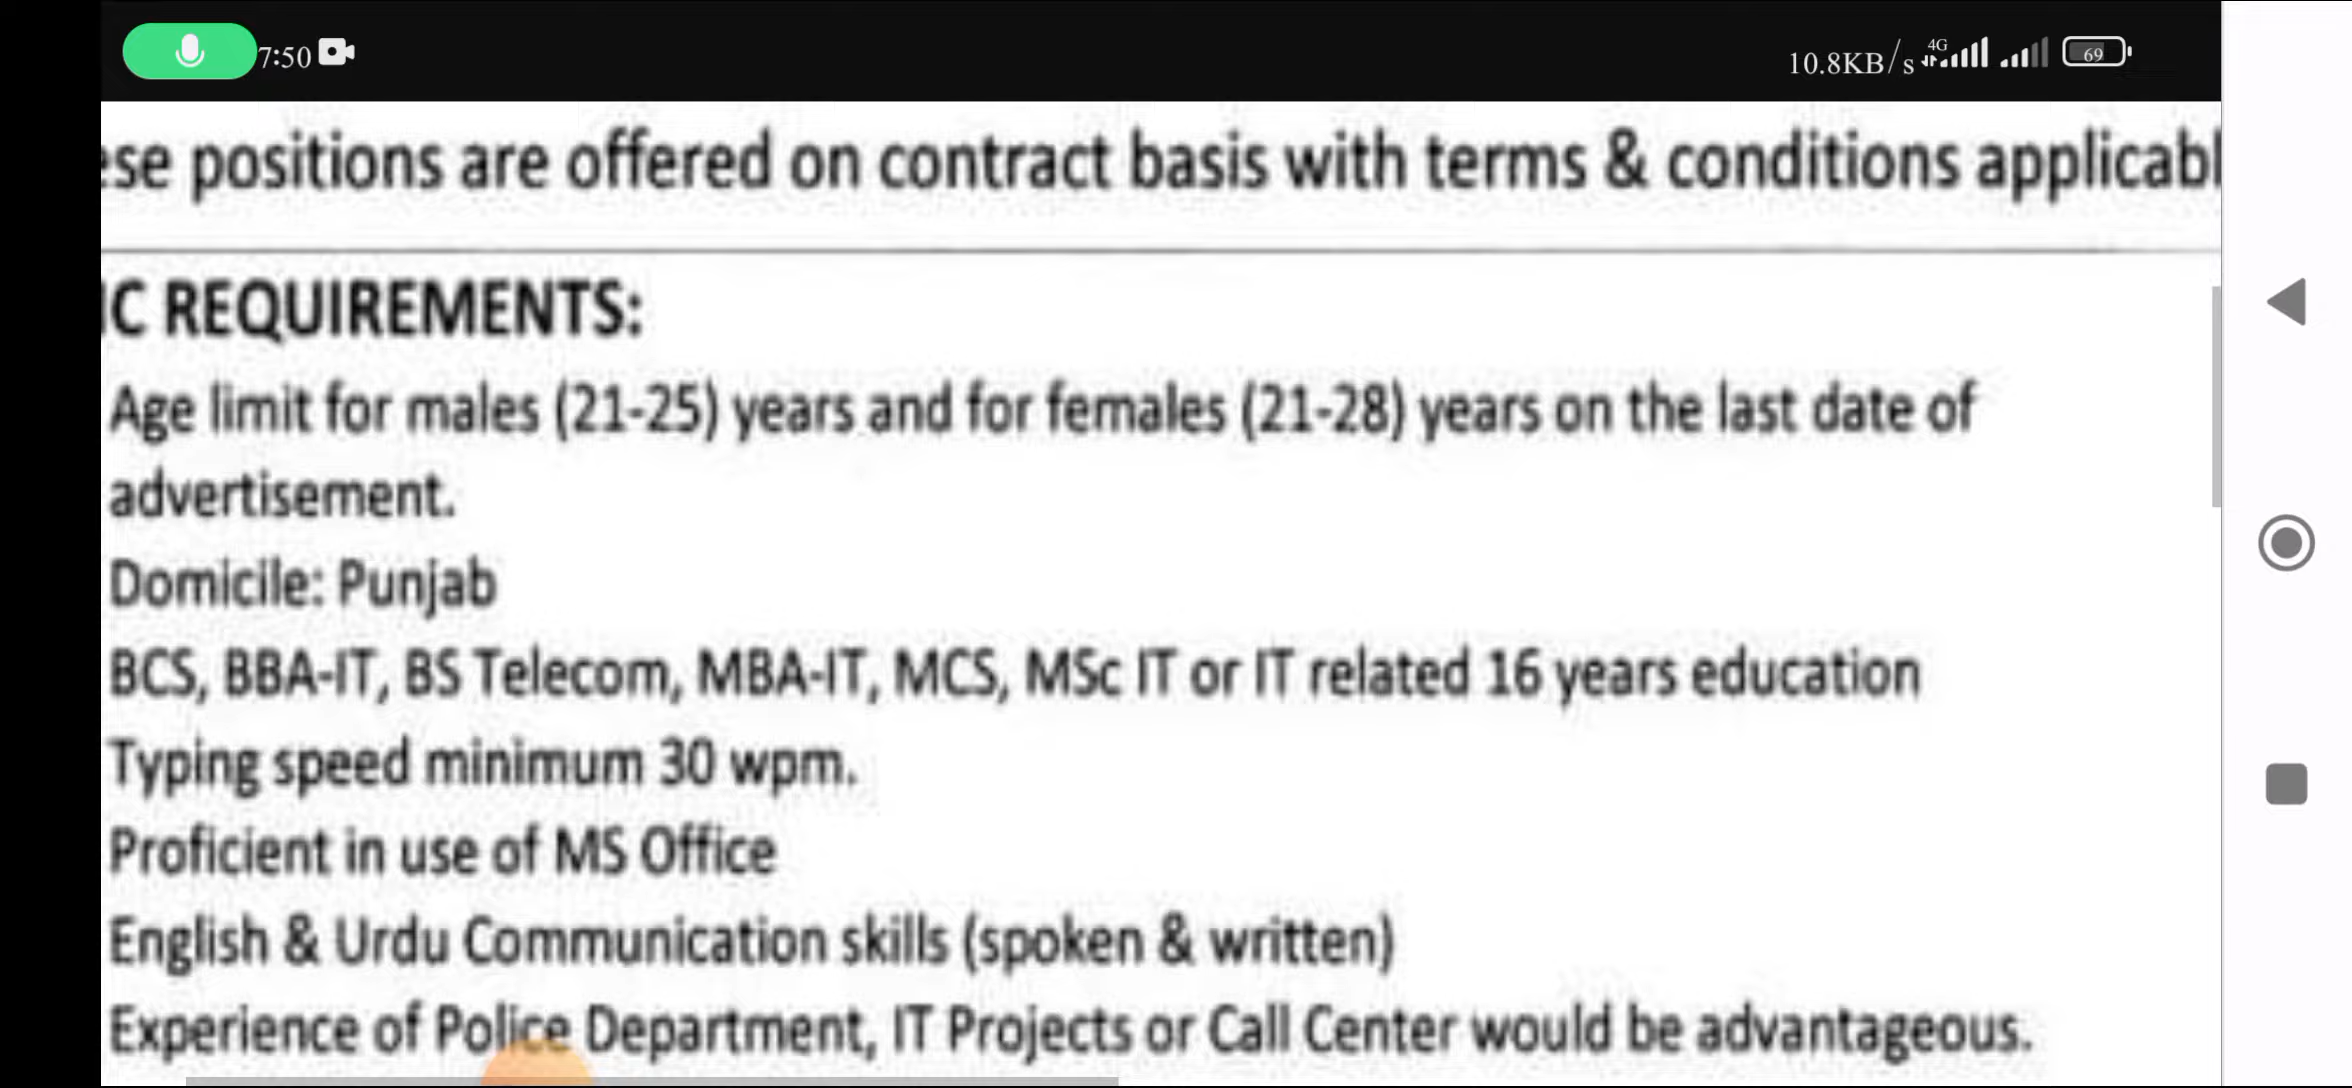 7:50
10.8KB/s 4G 69
ese positions are offered on contract basis with terms & conditions applicabl
IC REQUIREMENTS:
Age limit for males (21-25) years and for females (21-28) years on the last date of
advertisement.
Domicile: Punjab
BCS, BBA-IT, BS Telecom, MBA-IT, MCS, MSc IT or IT related 16 years education
Typing speed minimum 30 wpm.
Proficient in use of MS Office
English & Urdu Communication skills (spoken & written)
Experience of Police Department, IT Projects or Call Center would be advantageous.